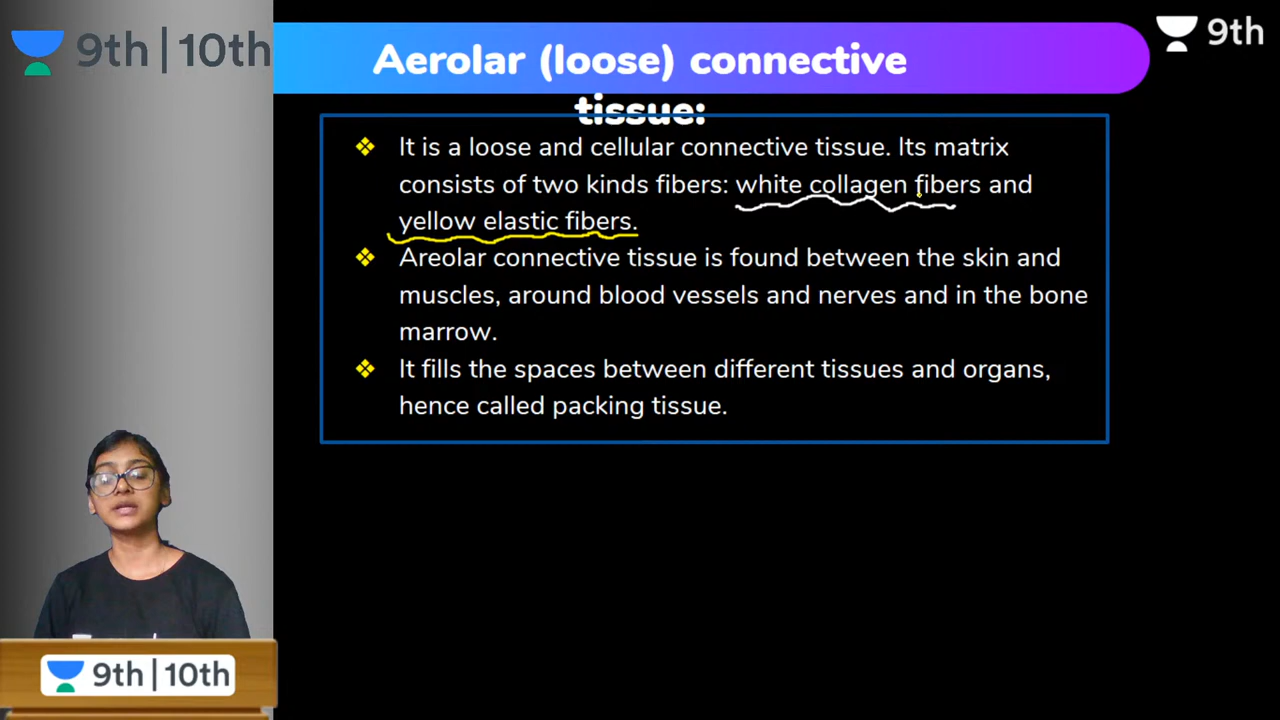 9th | 10th
9th
Aerolar (loose) connective
tissue:
It is a loose and cellular connective tissue. Its matrix
consists of two kinds fibers: white collagen fibers and
yellow elastic fibers.
Areolar connective tissue is found between the skin and
muscles, around blood vessels and nerves and in the bone
marrow.
It fills the spaces between different tissues and organs,
hence called packing tissue.
9th | 10th